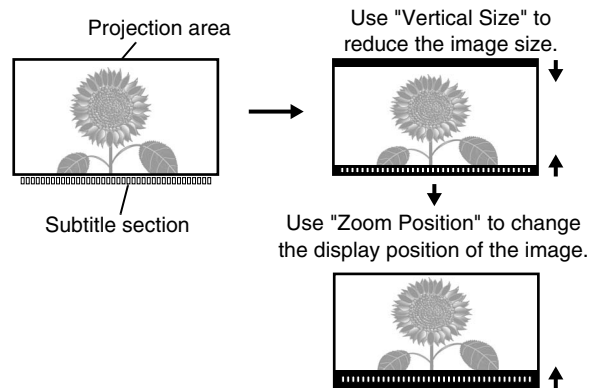 Projection area
Subtitle section
Use "Vertical Size" to
reduce the image size.
Use "Zoom Position" to change
the display position of the image.